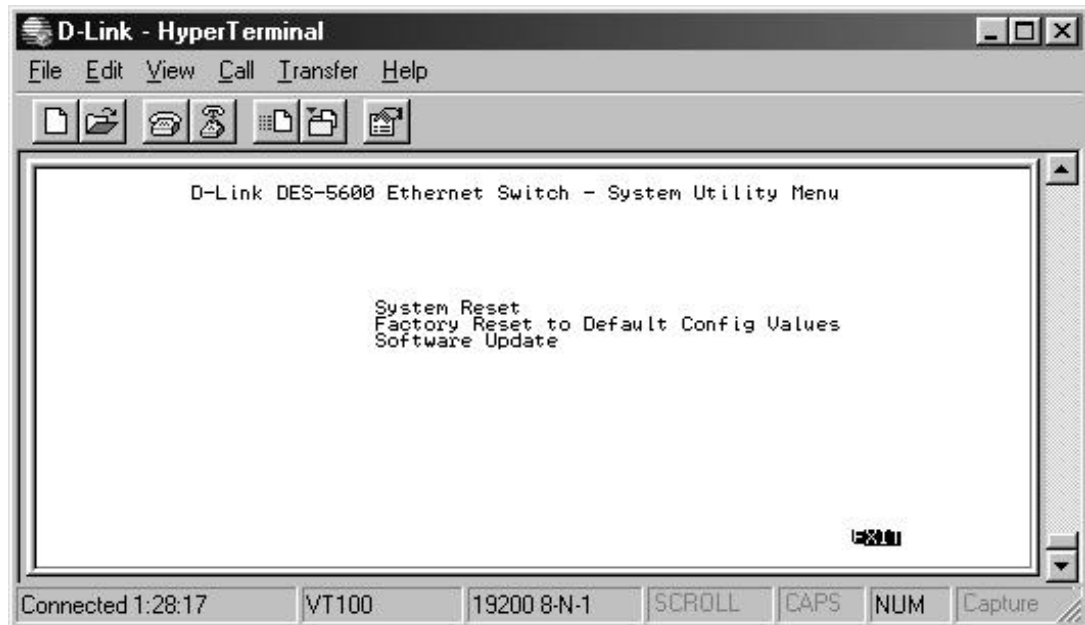 D-Link - HyperTerminal
File Edit View Call Transfer Help
D-Link DES-5600 Ethernet Switch - System Utility Menu
System Reset
Factory Reset to Default Config Values
Software Update
EXIT
Connected 1:28:17 VT100 19200 8-N-1 SCROLL CAPS NUM Capture